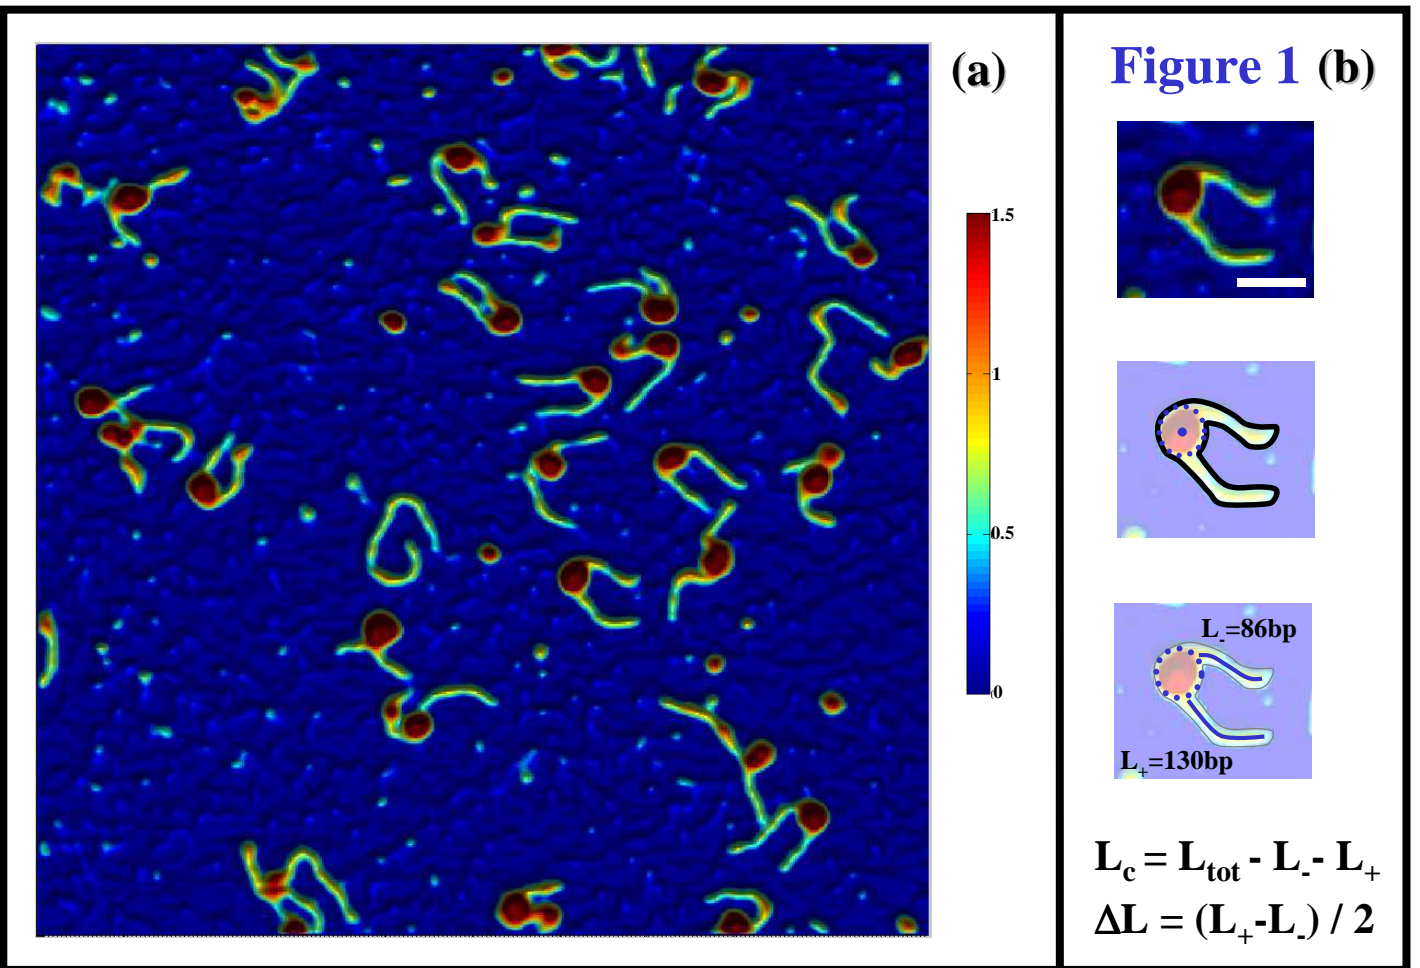 (a)
1.5
1
0.5
0
Figure 1 (b)
L-=86bp
L+=130bp
Lc = Ltot - L- - L+
ΔL = (L+-L-) / 2